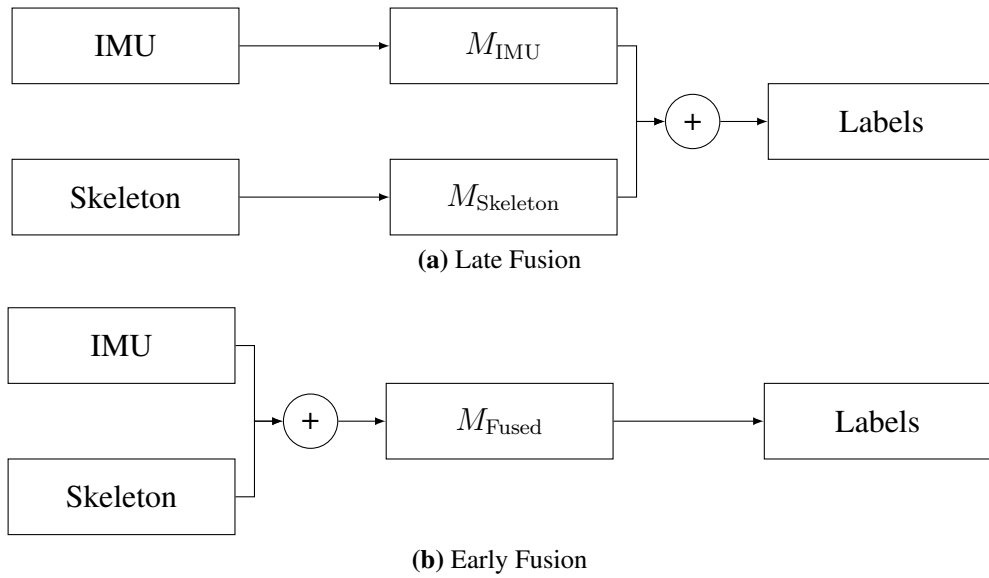 IMU
M_IMU
+
Labels
Skeleton
M_Skeleton
(a) Late Fusion
IMU
+
M_Fused
Labels
Skeleton
(b) Early Fusion